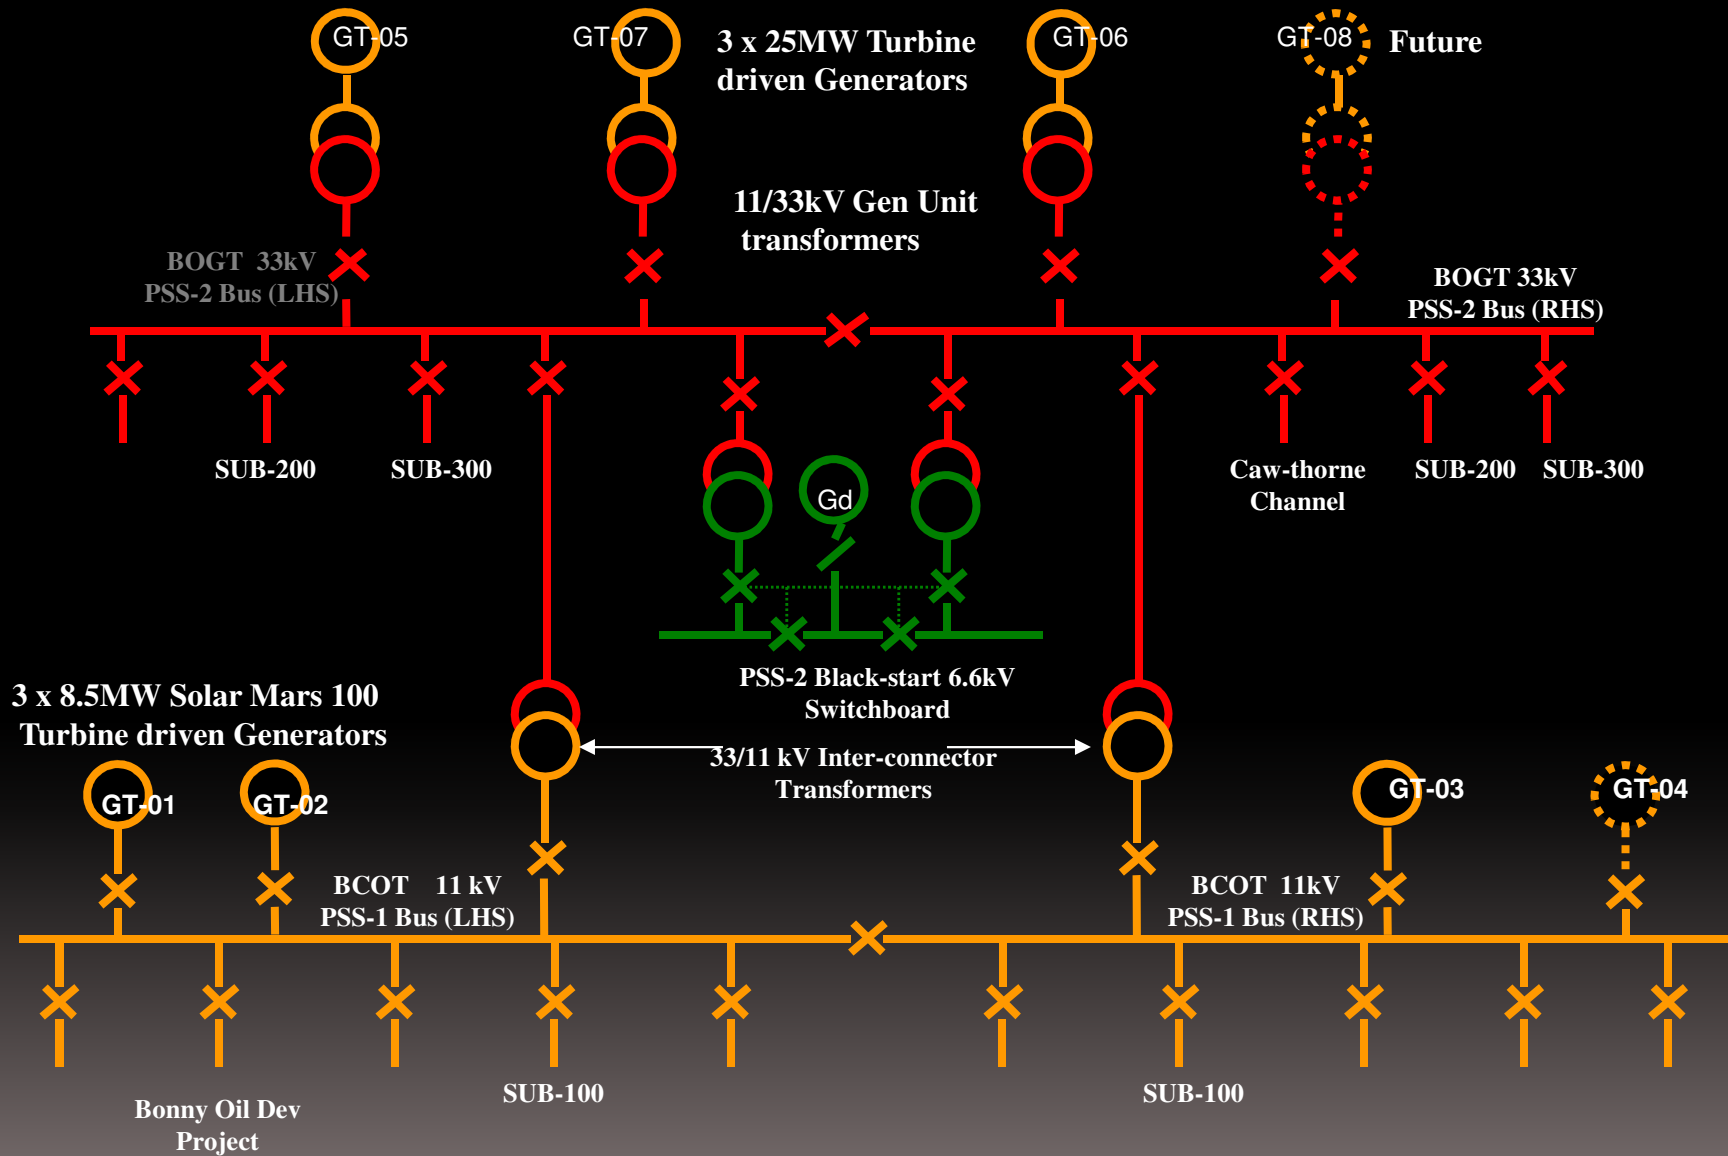 GT-05
GT-07
3 x 25MW Turbine
driven Generators
GT-06
GT-08
Future
11/33kV Gen Unit
transformers
BOGT 33kV
PSS-2 Bus (LHS)
BOGT 33kV
PSS-2 Bus (RHS)
SUB-200
SUB-300
Gd
Caw-thorne
Channel
SUB-200
SUB-300
PSS-2 Black-start 6.6kV
Switchboard
3 x 8.5MW Solar Mars 100
Turbine driven Generators
33/11 kV Inter-connector
Transformers
GT-01
GT-02
GT-03
GT-04
BCOT 11 kV
PSS-1 Bus (LHS)
BCOT 11kV
PSS-1 Bus (RHS)
Bonny Oil Dev
Project
SUB-100
SUB-100